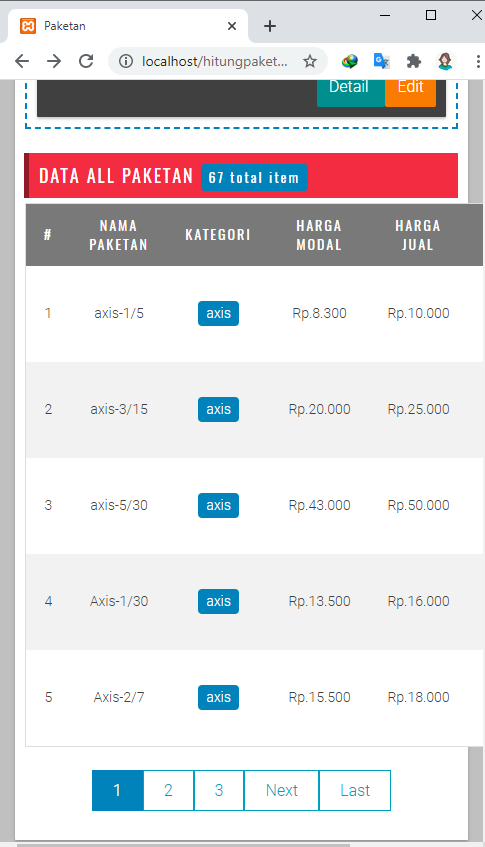 Paketan
localhost/hitungpaket...
Detail Edit
DATA ALL PAKETAN 67 total item
# NAMA PAKETAN KATEGORI HARGA MODAL HARGA JUAL
1 axis-1/5 axis Rp.8.300 Rp.10.000
2 axis-3/15 axis Rp.20.000 Rp.25.000
3 axis-5/30 axis Rp.43.000 Rp.50.000
4 Axis-1/30 axis Rp.13.500 Rp.16.000
5 Axis-2/7 axis Rp.15.500 Rp.18.000
1 2 3 Next Last